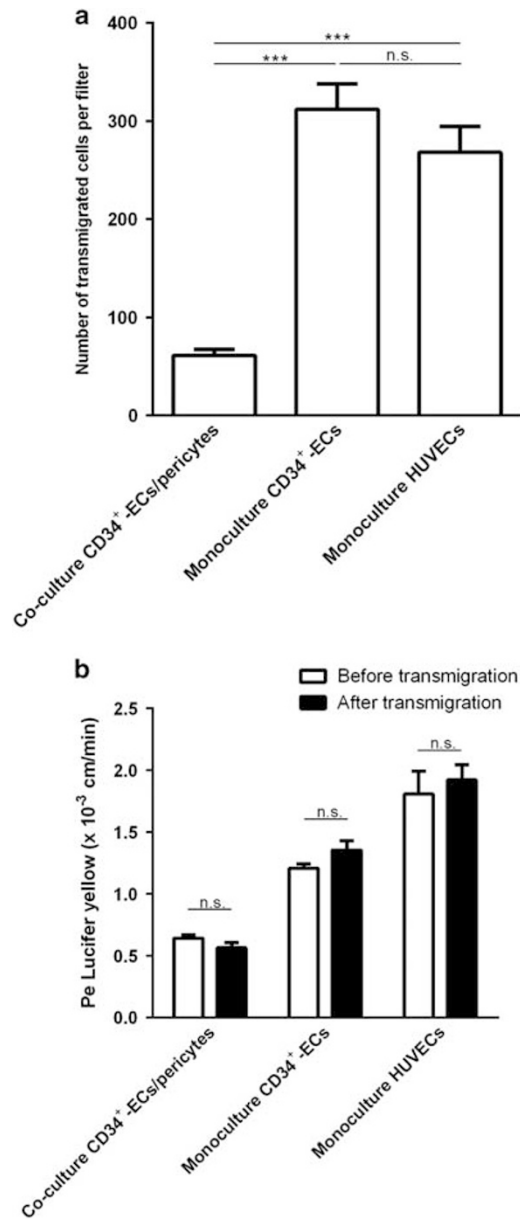 a
400
300
200
100
0
Number of transmigrated cells per filter
***
***
n.s.
Co-culture CD34⁺-ECs/pericytes
Monoculture CD34⁺-ECs
Monoculture HUVECs
b
Before transmigration
After transmigration
2.5
2.0
1.5
1.0
0.5
0.0
Pe Lucifer yellow (x 10⁻³ cm/min)
n.s.
n.s.
n.s.
Co-culture CD34⁺-ECs/pericytes
Monoculture CD34⁺-ECs
Monoculture HUVECs